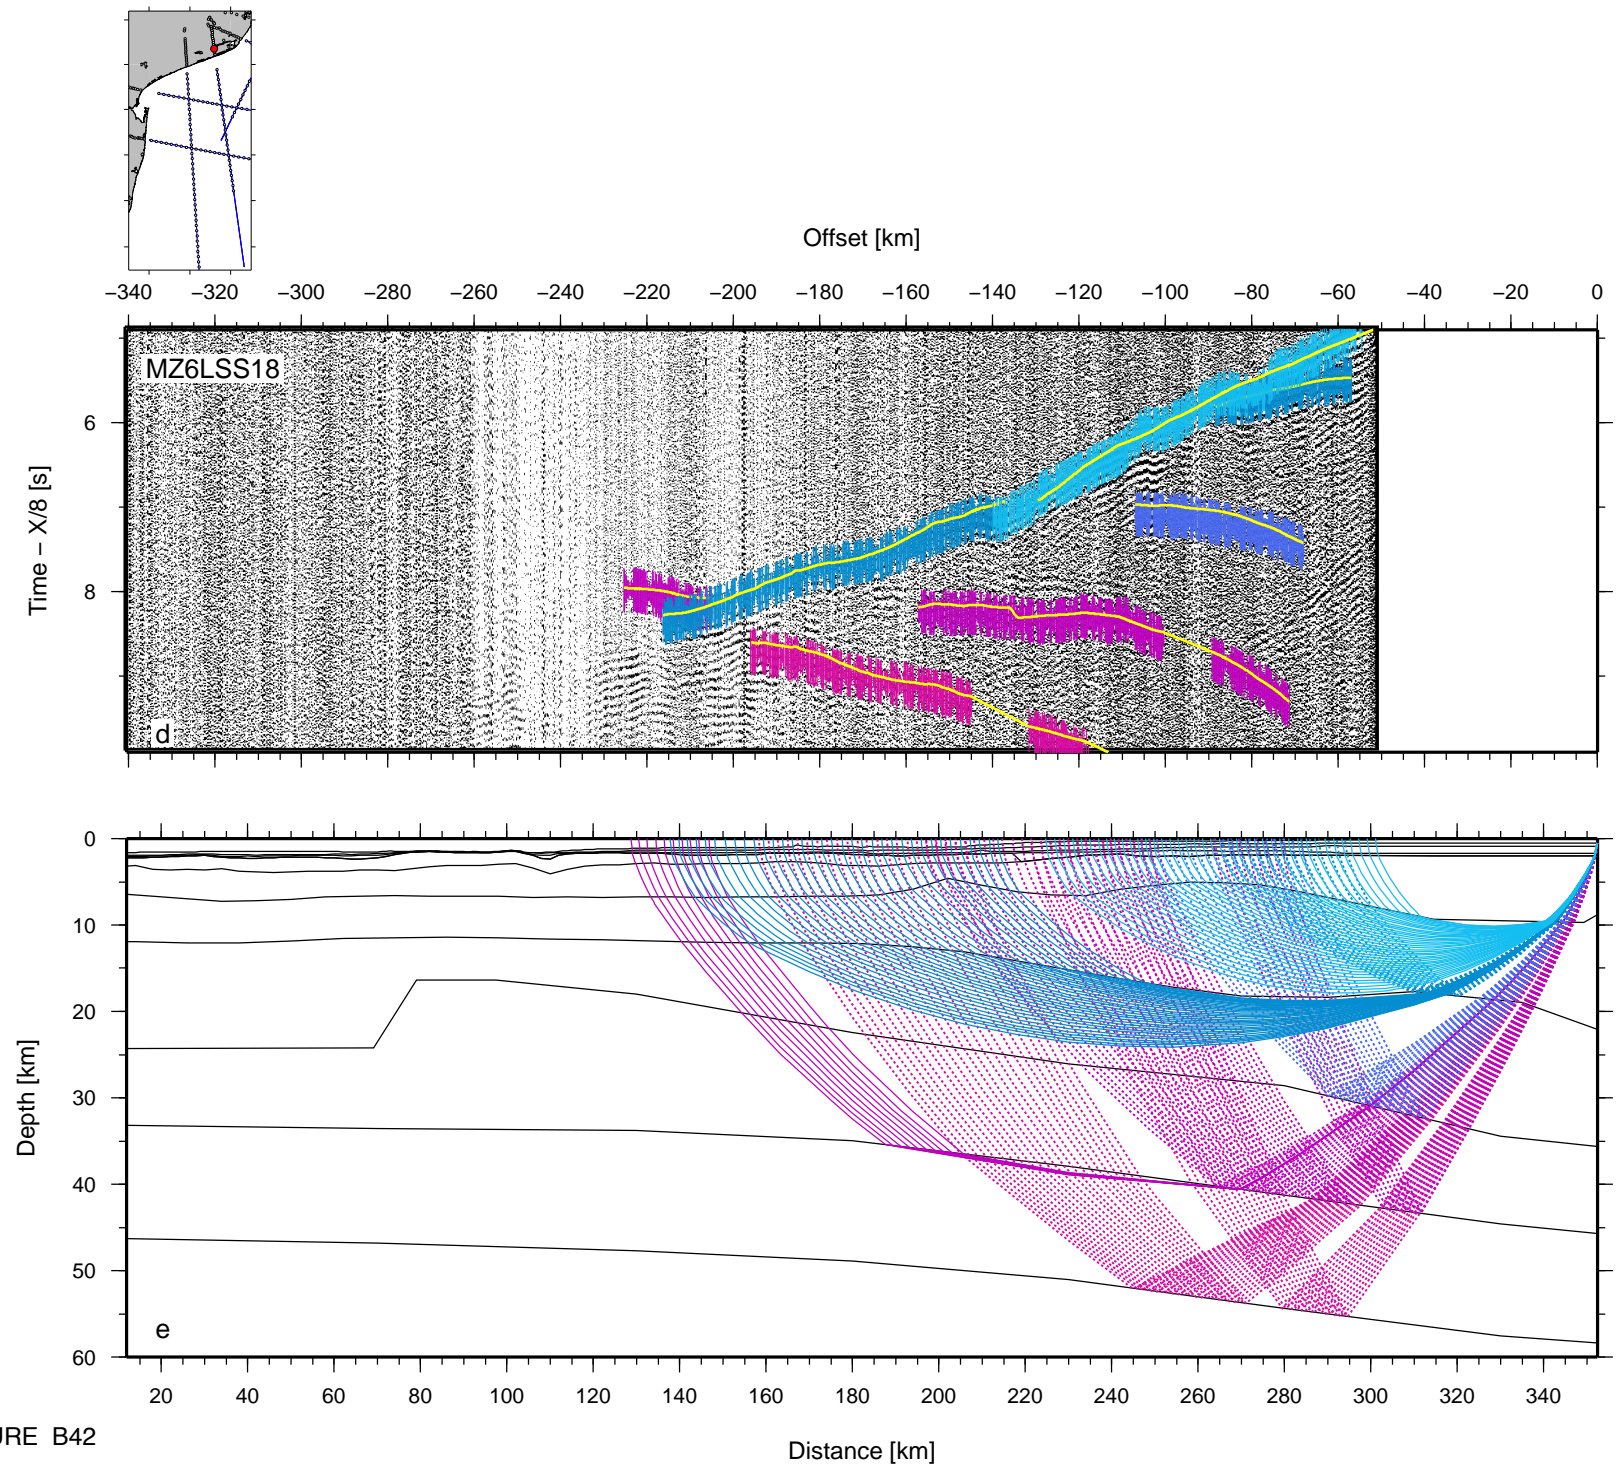 Offset [km]
−340 −320 −300 −280 −260 −240 −220 −200 −180 −160 −140 −120 −100 −80 −60 −40 −20 0
MZ6LSS18
6
8
Time − X/8 [s]
d
0
10
20
30
40
50
60
Depth [km]
e
20 40 60 80 100 120 140 160 180 200 220 240 260 280 300 320 340
URE B42
Distance [km]